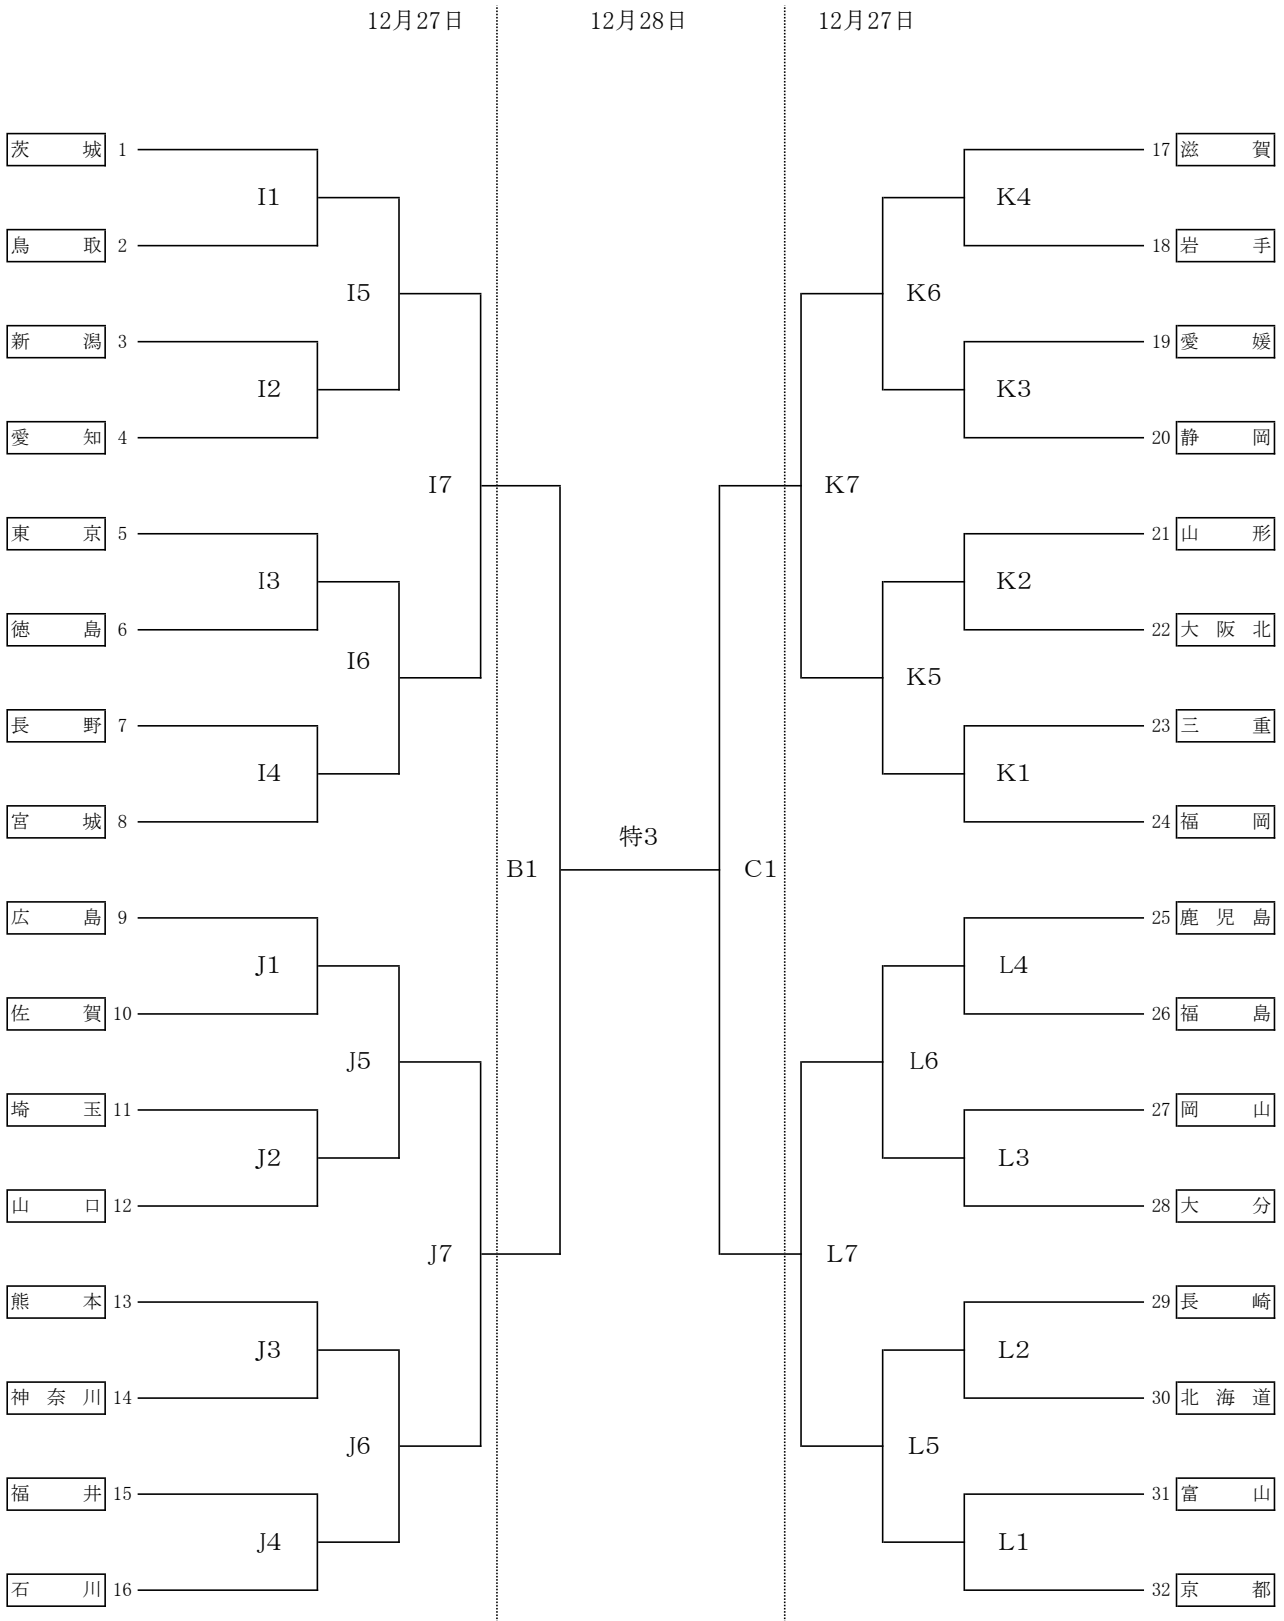 12月27日 12月28日 12月27日
茨城 1 17 滋賀
I1 K4
鳥取 2 18 岩手
I5 K6
新潟 3 19 愛媛
I2 K3
愛知 4 20 静岡
I7 K7
東京 5 21 山形
I3 K2
徳島 6 22 大阪北
I6 K5
長野 7 23 三重
I4 K1
宮城 8 24 福岡
特3
B1 C1
広島 9 25 鹿児島
J1 L4
佐賀 10 26 福島
J5 L6
埼玉 11 27 岡山
J2 L3
山口 12 28 大分
J7 L7
熊本 13 29 長崎
J3 L2
神奈川 14 30 北海道
J6 L5
福井 15 31 富山
J4 L1
石川 16 32 京都